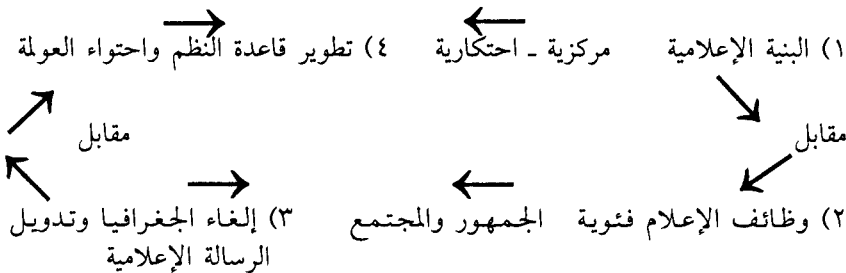 ١) البنية الإعلامية مركزية ـ احتكارية ٤) تطوير قاعدة النظم واحتواء العولمة
مقابل مقابل
٢) وظائف الإعلام فئوية الجمهور والمجتمع ٣) إلغاء الجغرافيا وتدويل
الرسالة الإعلامية